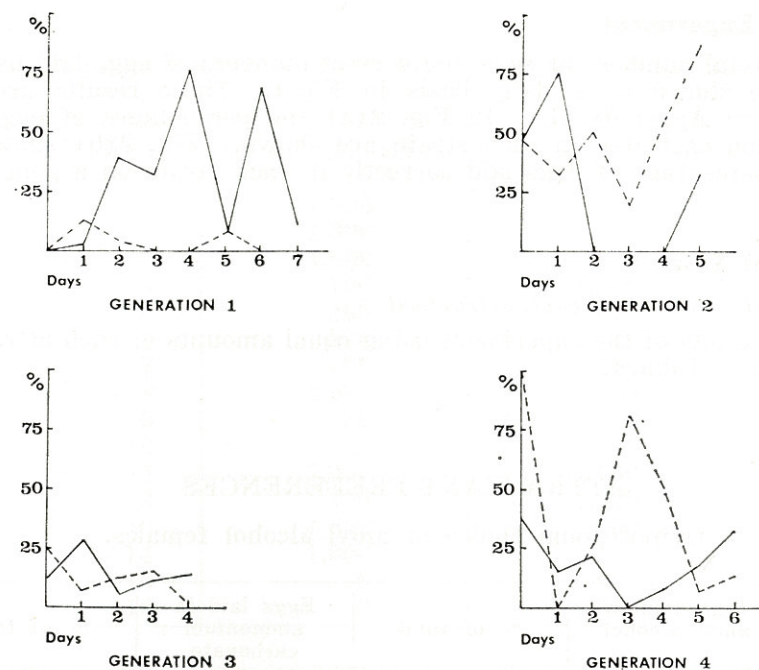 %
75
50
25
1 2 3 4 5 6 7
Days
GENERATION 1
%
75
50
25
1 2 3 4 5
Days
GENERATION 2
%
75
50
25
1 2 3 4
Days
GENERATION 3
%
75
50
25
1 2 3 4 5 6
Days
GENERATION 4